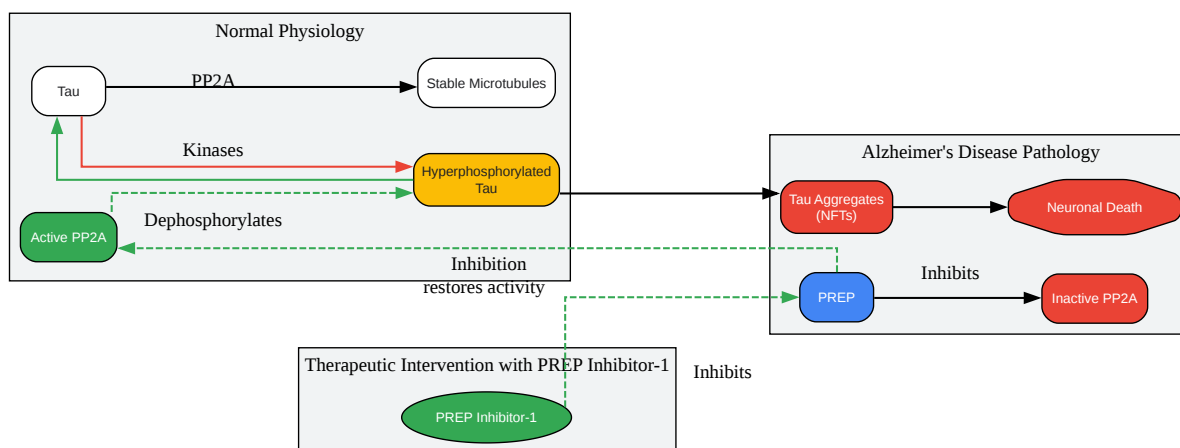 Normal Physiology
Tau
PP2A
Stable Microtubules
Kinases
Hyperphosphorylated
Tau
Dephosphorylates
Active PP2A
Inhibition
restores activity
Alzheimer's Disease Pathology
Tau Aggregates
(NFTs)
Neuronal Death
PREP
Inhibits
Inactive PP2A
Therapeutic Intervention with PREP Inhibitor-1
Inhibits
PREP Inhibitor-1